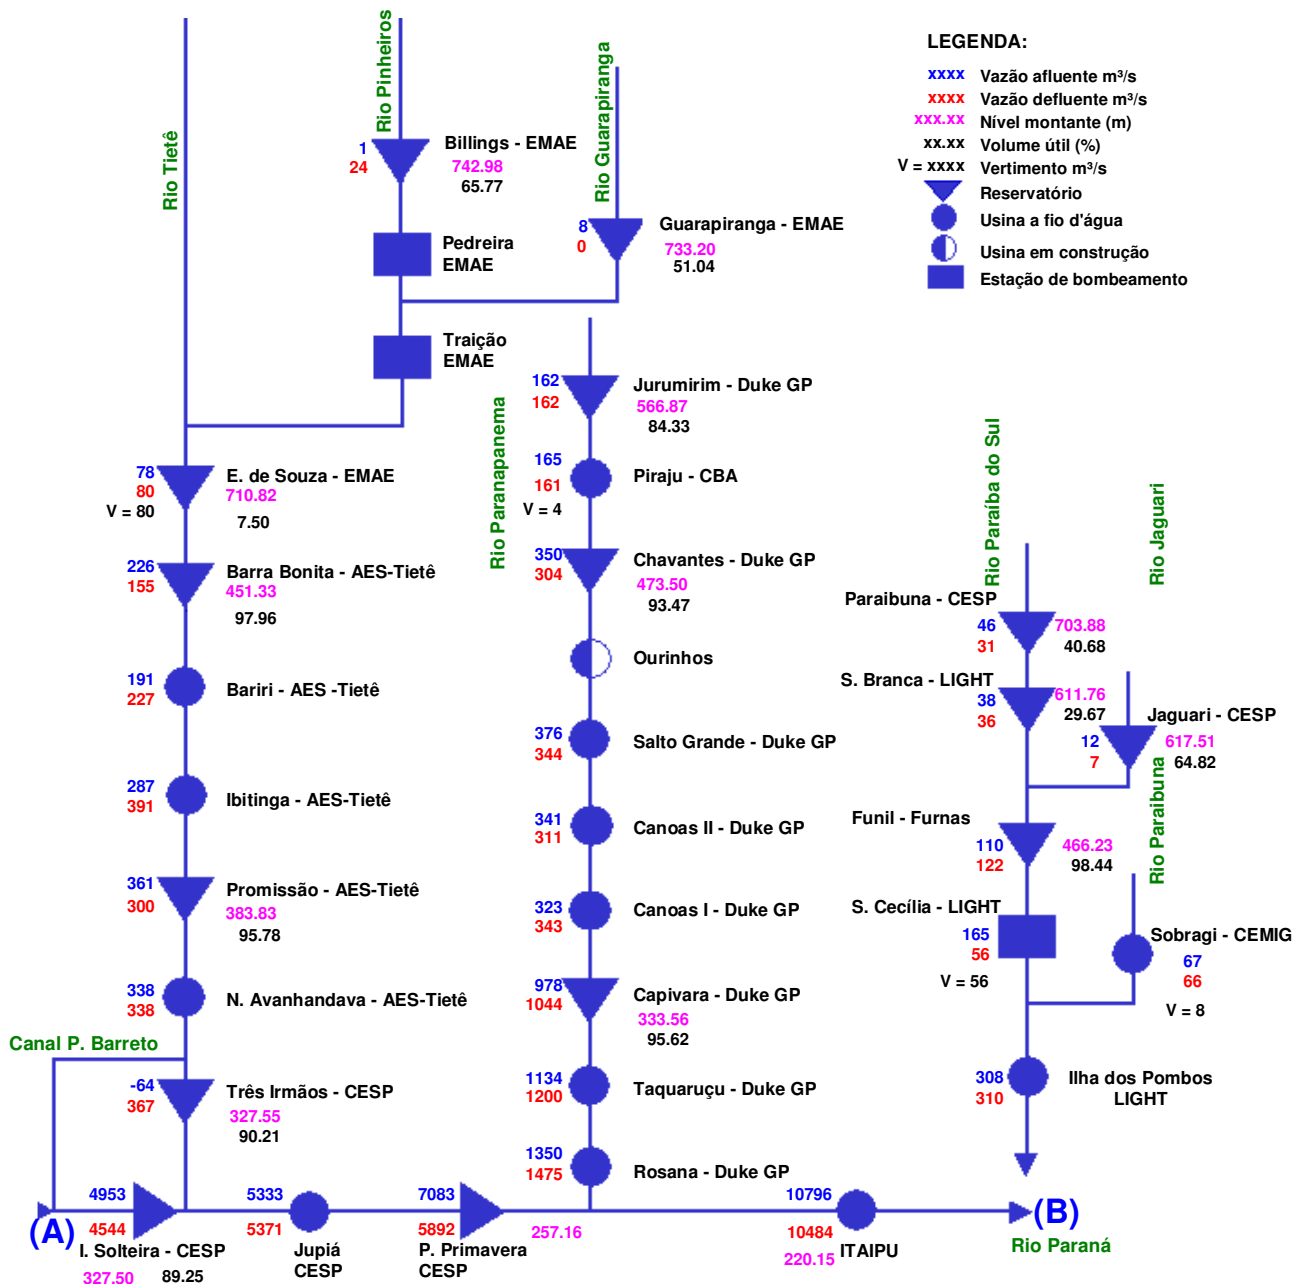 LEGENDA:
xxxx Vazão afluente m³/s
xxxx Vazão defluente m³/s
xxx.xx Nível montante (m)
xx.xx Volume útil (%)
V = xxxx Vertimento m³/s
Reservatório
Usina a fio d'água
Usina em construção
Estação de bombeamento
Rio Tietê
Rio Pinheiros
Rio Guarapiranga
1
24
Billings - EMAE
742.98
65.77
Pedreira
EMAE
8
0
Guarapiranga - EMAE
733.20
51.04
Traição
EMAE
78
80
V = 80
E. de Souza - EMAE
710.82
7.50
226
155
Barra Bonita - AES-Tietê
451.33
97.96
191
227
Bariri - AES -Tietê
287
391
Ibitinga - AES-Tietê
361
300
Promissão - AES-Tietê
383.83
95.78
338
338
N. Avanhandava - AES-Tietê
Canal P. Barreto
-64
367
Três Irmãos - CESP
327.55
90.21
Rio Paranapanema
162
162
Jurumirim - Duke GP
566.87
84.33
165
161
V = 4
Piraju - CBA
350
304
Chavantes - Duke GP
473.50
93.47
Ourinhos
376
344
Salto Grande - Duke GP
341
311
Canoas II - Duke GP
323
343
Canoas I - Duke GP
978
1044
Capivara - Duke GP
333.56
95.62
1134
1200
Taquaruçu - Duke GP
1350
1475
Rosana - Duke GP
Rio Paraíba do Sul
Rio Jaguari
Paraibuna - CESP
46
31
703.88
40.68
S. Branca - LIGHT
38
36
611.76
29.67
Jaguari - CESP
12
7
617.51
64.82
Funil - Furnas
110
122
466.23
98.44
Rio Paraibuna
S. Cecília - LIGHT
165
56
V = 56
Sobragi - CEMIG
67
66
V = 8
308
310
Ilha dos Pombos
LIGHT
(A)
4953
4544
I. Solteira - CESP
327.50 89.25
5333
5371
Jupiá
CESP
7083
5892
P. Primavera
CESP
257.16
10796
10484
220.15
ITAIPU
(B)
Rio Paraná